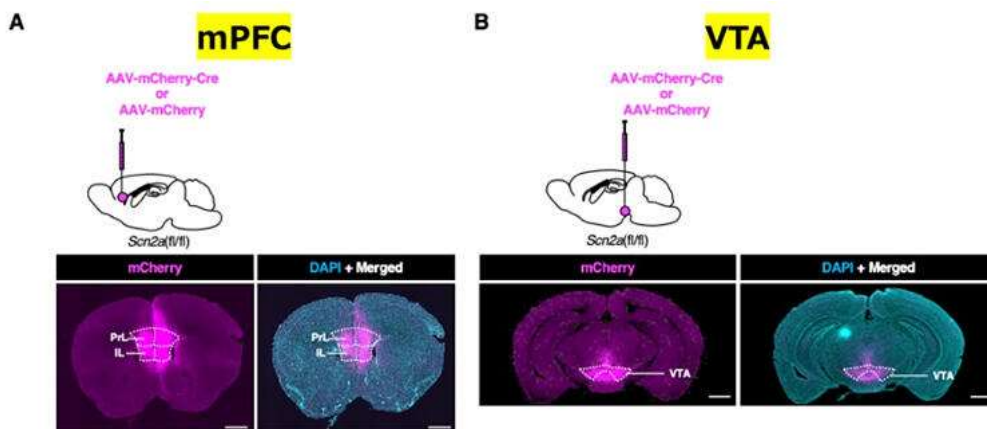 A
mPFC
AAV-mCherry-Cre
or
AAV-mCherry
Scn2a(fl/fl)
mCherry
DAPI + Merged
PrL
IL
PrL
IL
B
VTA
AAV-mCherry-Cre
or
AAV-mCherry
Scn2a(fl/fl)
mCherry
DAPI + Merged
VTA
VTA